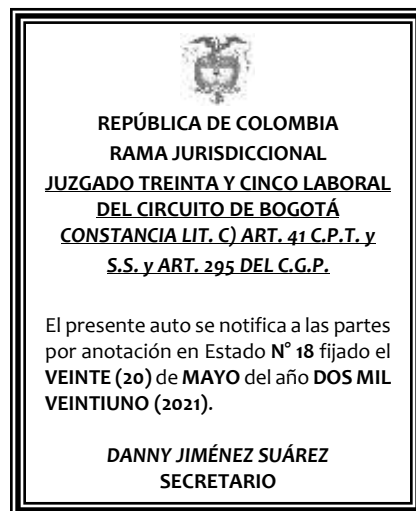 REPÚBLICA DE COLOMBIA
RAMA JURISDICCIONAL
JUZGADO TREINTA Y CINCO LABORAL
DEL CIRCUITO DE BOGOTÁ
CONSTANCIA LIT. C) ART. 41 C.P.T. y
S.S. y ART. 295 DEL C.G.P.
El presente auto se notifica a las partes
por anotación en Estado N° 18 fijado el
VEINTE (20) de MAYO del año DOS MIL
VEINTIUNO (2021).
DANNY JIMÉNEZ SUÁREZ
SECRETARIO